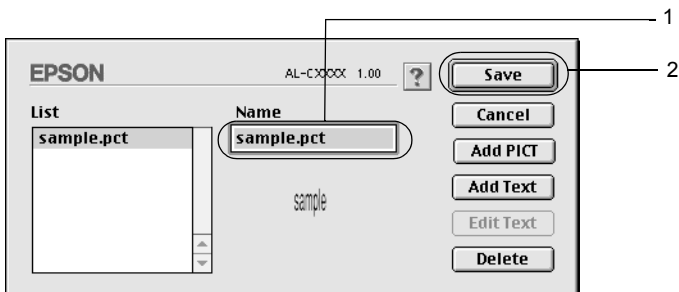 1
EPSON AL-CXXXX 1.00 ? Save 2
List Name Cancel
sample.pct sample.pct
Add PICT
sample Add Text
Edit Text
Delete